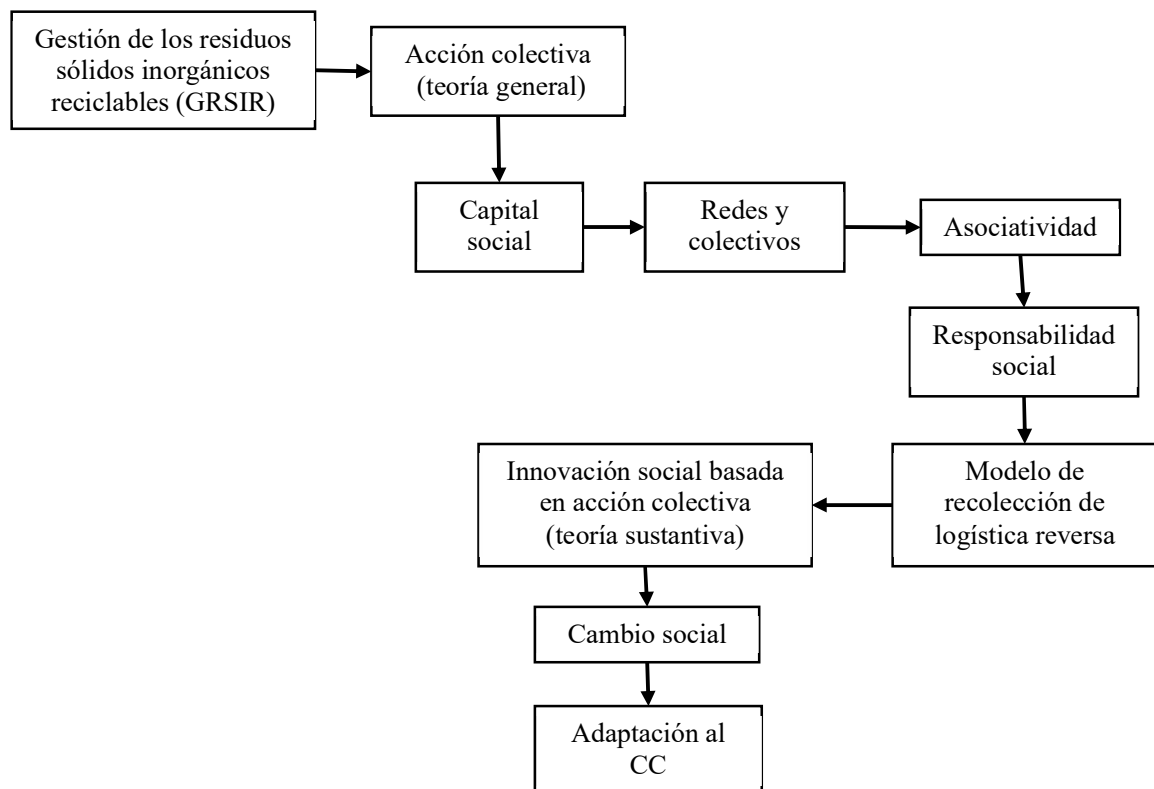 Gestión de los residuos
sólidos inorgánicos
reciclables (GRSIR)
Acción colectiva
(teoría general)
Capital
social
Redes y
colectivos
Asociatividad
Responsabilidad
social
Modelo de
recolección de
logística reversa
Innovación social basada
en acción colectiva
(teoría sustantiva)
Cambio social
Adaptación al
CC